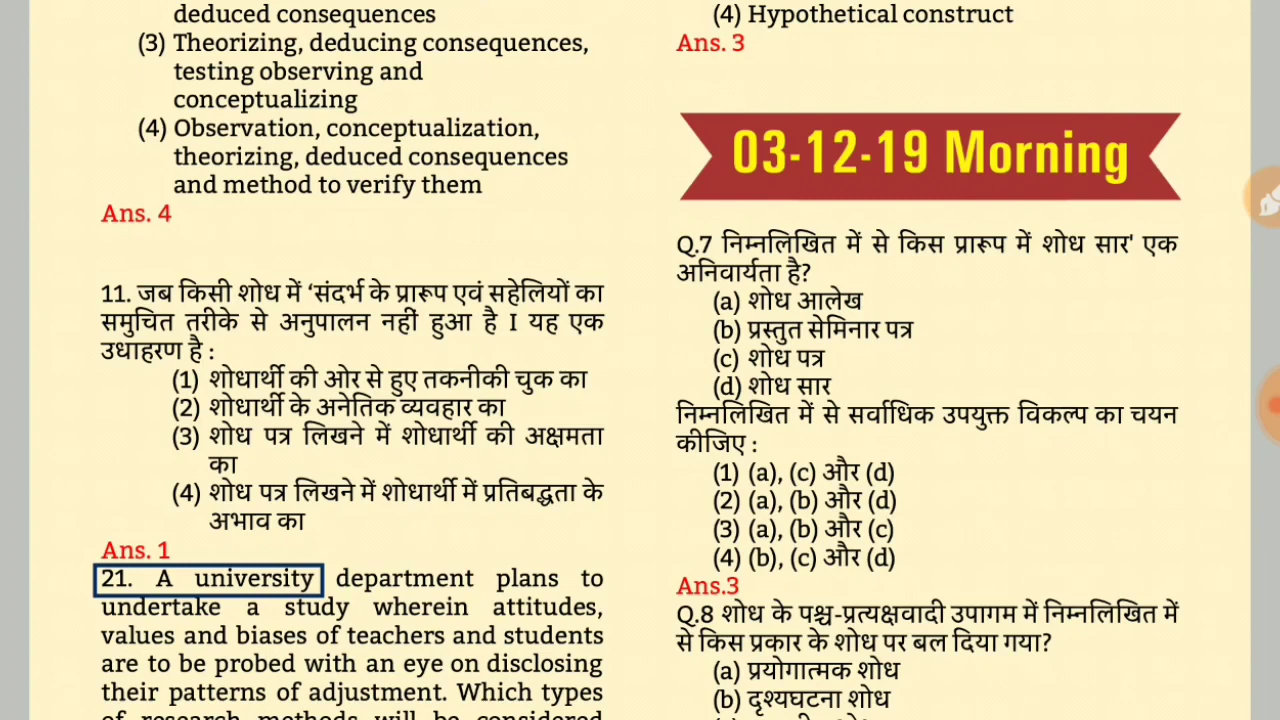 deduced consequences
(3) Theorizing, deducing consequences,
testing observing and
conceptualizing
(4) Observation, conceptualization,
theorizing, deduced consequences
and method to verify them
Ans. 4
11. जब किसी शोध में ‘संदर्भ के प्रारूप एवं सहेलियों का
समुचित तरीके से अनुपालन नहीं हुआ है I यह एक
उधाहरण है :
(1) शोधार्थी की ओर से हुए तकनीकी चुक का
(2) शोधार्थी के अनेतिक व्यवहार का
(3) शोध पत्र लिखने में शोधार्थी की अक्षमता
का
(4) शोध पत्र लिखने में शोधार्थी में प्रतिबद्धता के
अभाव का
Ans. 1
21. A university department plans to
undertake a study wherein attitudes,
values and biases of teachers and students
are to be probed with an eye on disclosing
their patterns of adjustment. Which types
of research methods will be considered
(4) Hypothetical construct
Ans. 3
03-12-19 Morning
Q.7 निम्नलिखित में से किस प्रारूप में शोध सार' एक
अनिवार्यता है?
(a) शोध आलेख
(b) प्रस्तुत सेमिनार पत्र
(c) शोध पत्र
(d) शोध सार
निम्नलिखित में से सर्वाधिक उपयुक्त विकल्प का चयन
कीजिए :
(1) (a), (c) और (d)
(2) (a), (b) और (d)
(3) (a), (b) और (c)
(4) (b), (c) और (d)
Ans.3
Q.8 शोध के पश्च-प्रत्यक्षवादी उपागम में निम्नलिखित में
से किस प्रकार के शोध पर बल दिया गया?
(a) प्रयोगात्मक शोध
(b) दृश्यघटना शोध